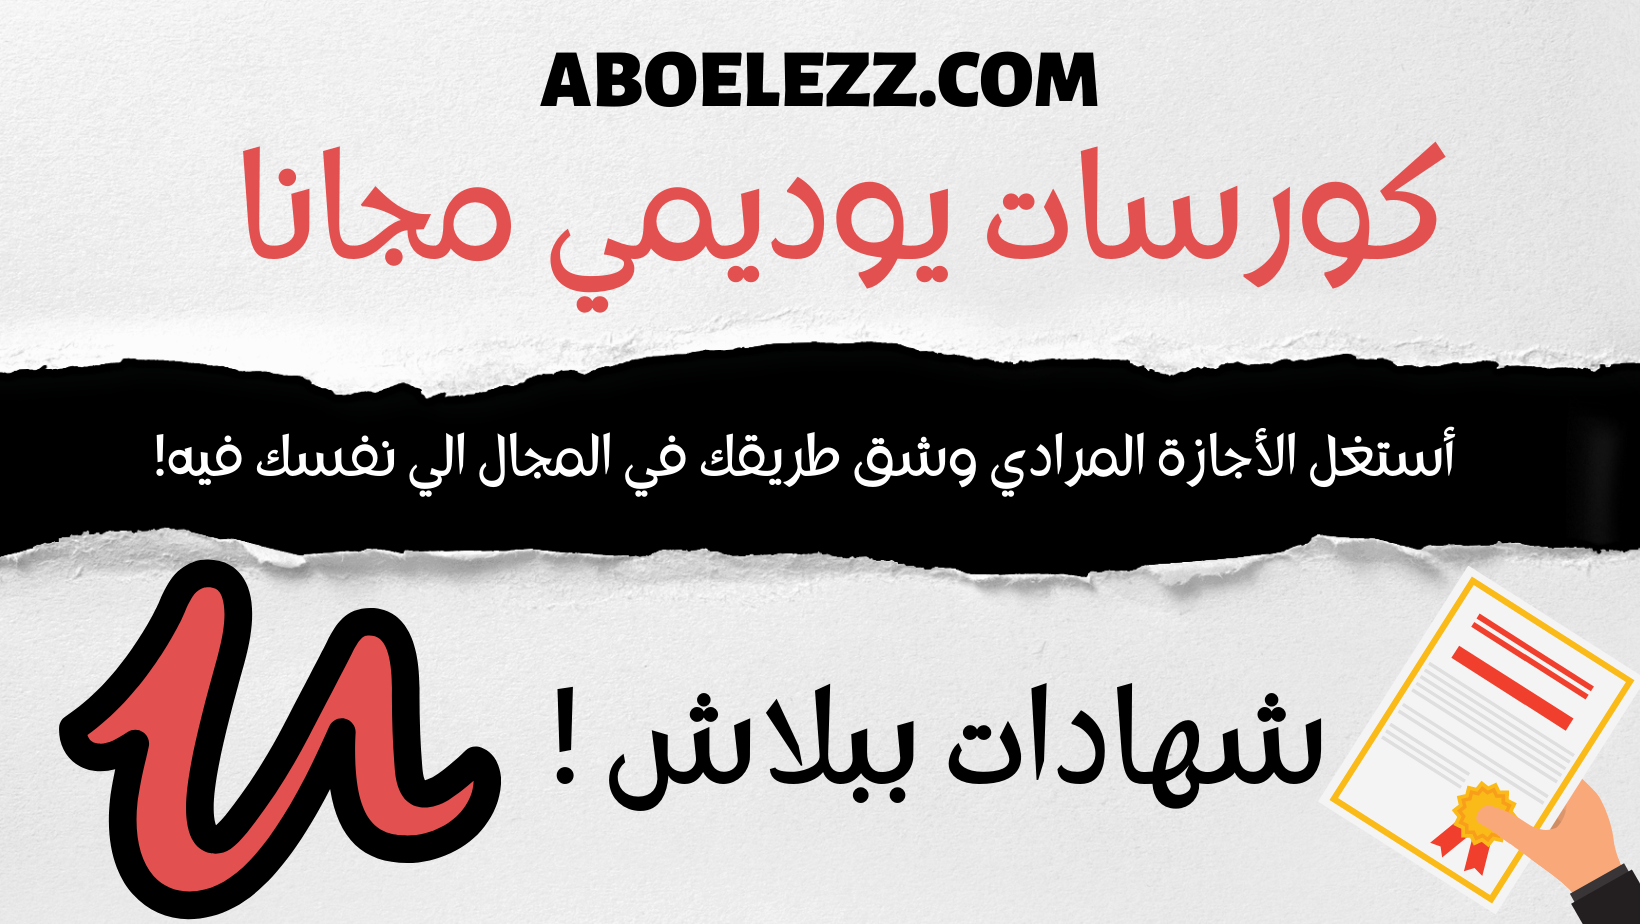 ABOELEZZ.COM
كورسات يوديمي مجانا
أستغل الأجازة المرادي وشق طريقك في المجال الي نفسك فيه!
شهادات ببلاش !